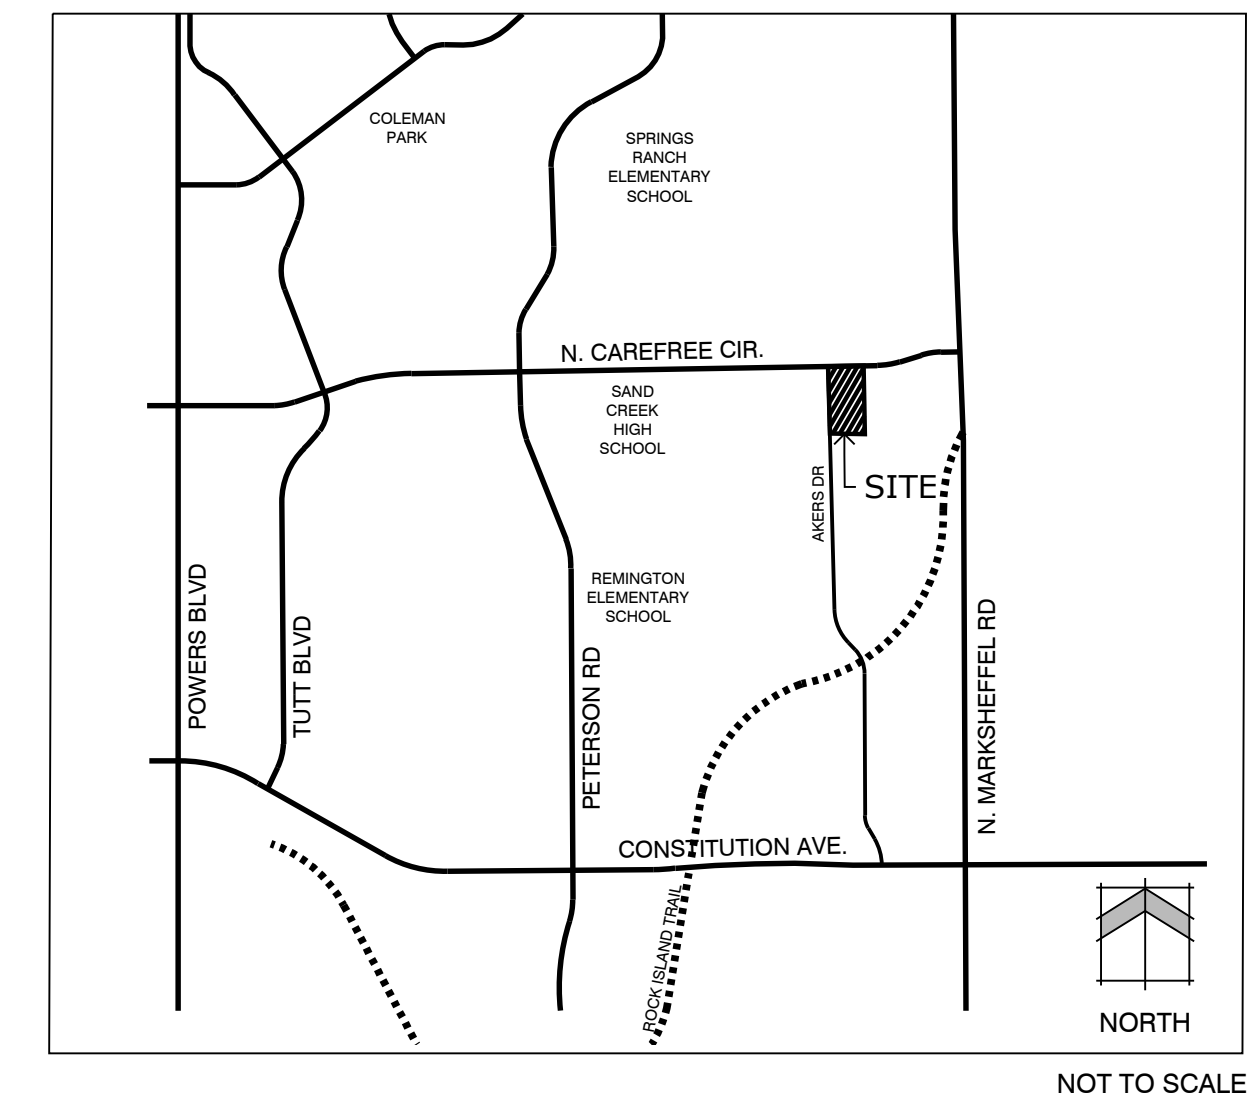 COLEMAN
PARK
SPRINGS
RANCH
ELEMENTARY
SCHOOL
N. CAREFREE CIR.
SAND
CREEK
HIGH
SCHOOL
AKERS DR
SITE
REMINGTON
ELEMENTARY
SCHOOL
POWERS BLVD
TUTT BLVD
PETERSON RD
N. MARKSHEFFEL RD
CONSTITUTION AVE.
ROCK ISLAND TRAIL
NORTH
NOT TO SCALE